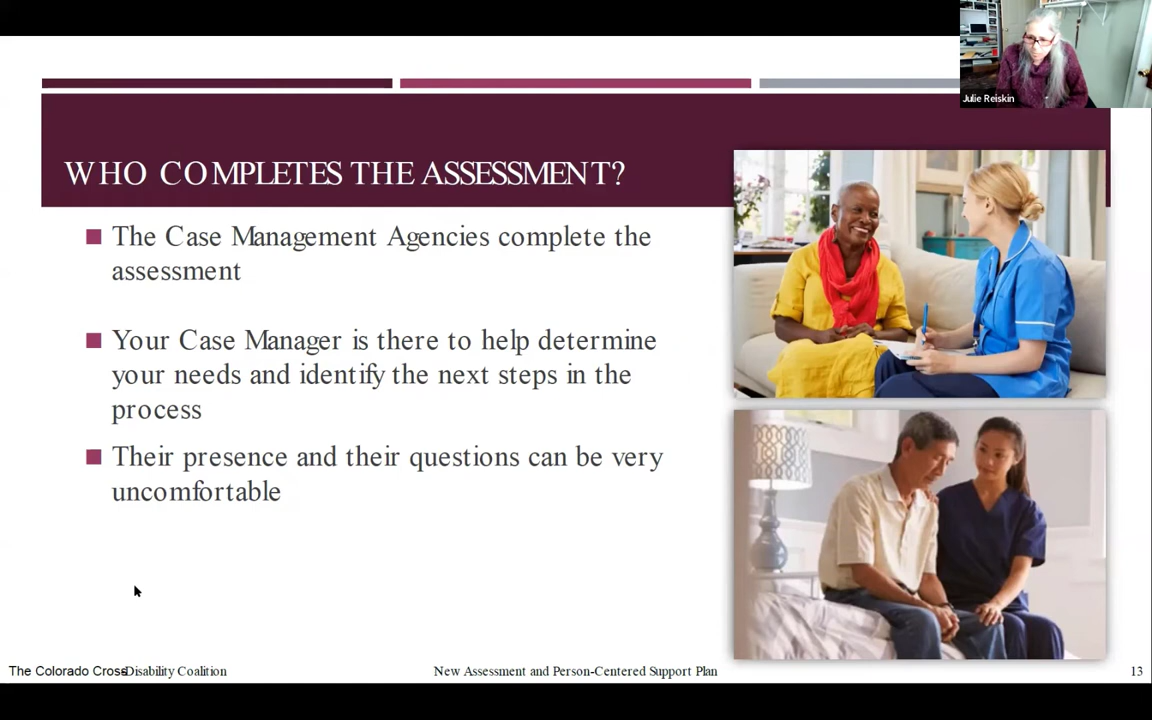 Julie Reiskin
WHO COMPLETES THE ASSESSMENT?
■ The Case Management Agencies complete the
assessment
■ Your Case Manager is there to help determine
your needs and identify the next steps in the
process
■ Their presence and their questions can be very
uncomfortable
The Colorado Cross-Disability Coalition
New Assessment and Person-Centered Support Plan
13